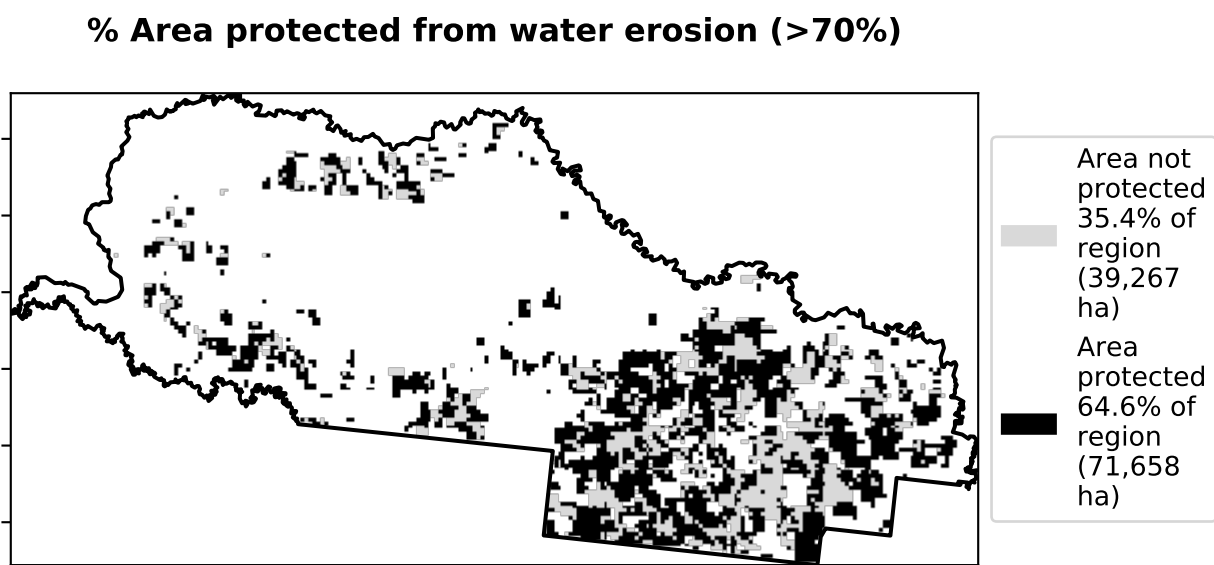 % Area protected from water erosion (>70%)
Area not
protected
35.4% of
region
(39,267
ha)
Area
protected
64.6% of
region
(71,658
ha)